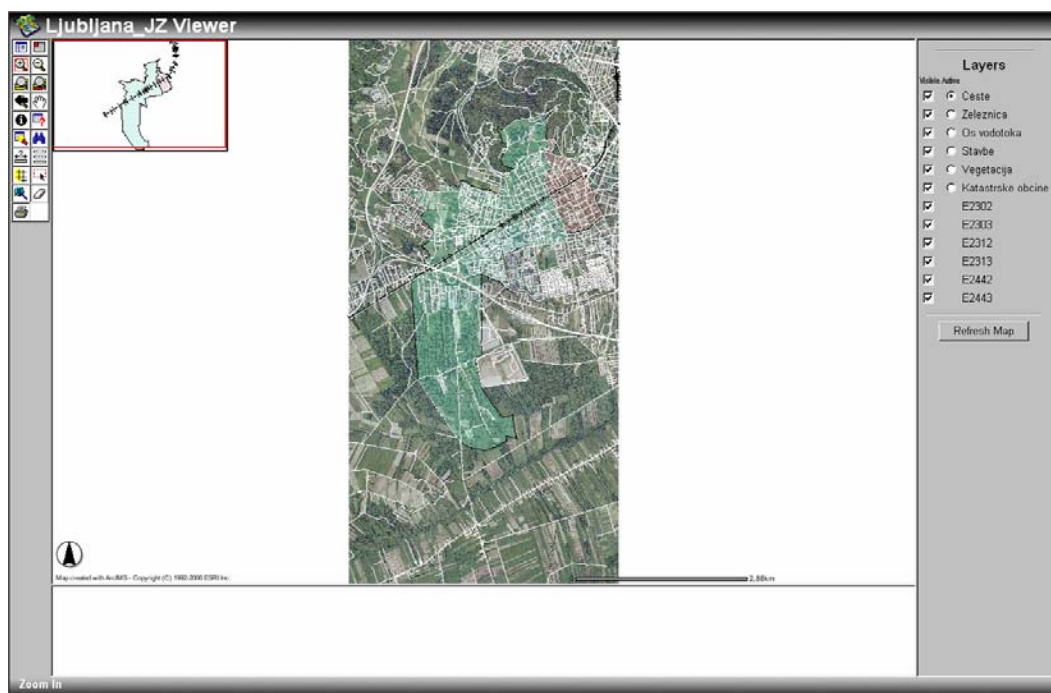 Ljubljana_JZ Viewer
Layers
Visible Active
Ceste
Zeleznica
Os vodotoka
Stavbe
Vegetacija
Katastrske obcine
E2302
E2303
E2312
E2313
E2442
E2443
Refresh Map
Map created with ArcIMS - Copyright (C) 1992-2006 ESRI Inc.
2,88km
Zoom In